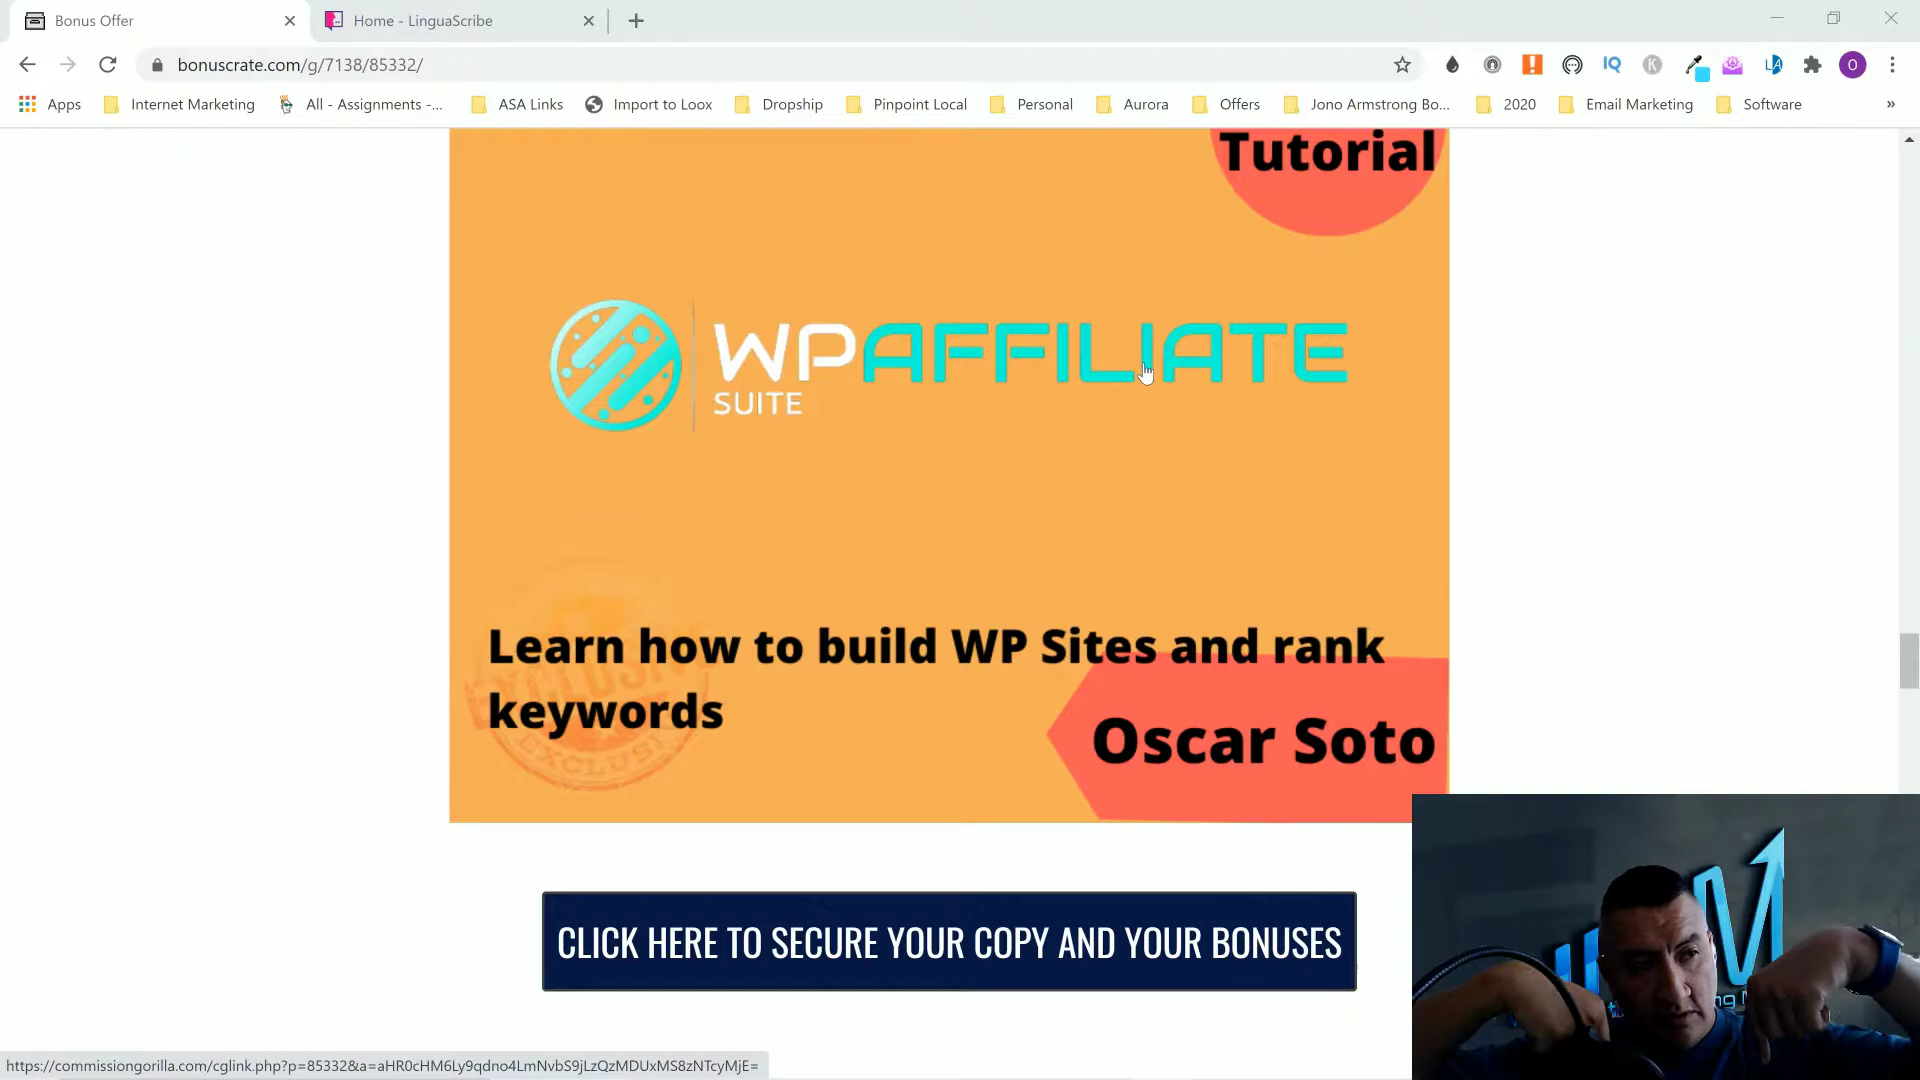 Bonus Offer
Home - LinguaScribe
bonuscrate.com/g/7138/85332/
Apps
Internet Marketing
All - Assignments -...
ASA Links
Import to Loox
Dropship
Pinpoint Local
Personal
Aurora
Offers
Jono Armstrong Bo...
2020
Email Marketing
Software
»
Tutorial
WPAFFILIATE
SUITE
Learn how to build WP Sites and rank
keywords
EXCLUSI
Oscar Soto
CLICK HERE TO SECURE YOUR COPY AND YOUR BONUSES
https://commissiongorilla.com/cglink.php?p=85332&a=aHR0cHM6Ly9qdno4LmNvbS9jLzQzMDUxMS8zNTcyMjE=